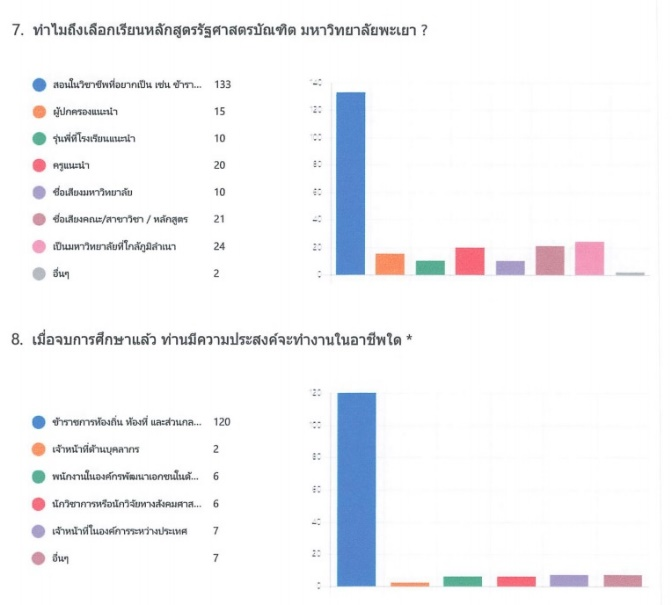 7. ทำไมถึงเลือกเรียนหลักสูตรรัฐศาสตรบัณฑิต มหาวิทยาลัยพะเยา ?
สอนในวิชาชีพที่อยากเป็น เช่น ข้ารา... 133
ผู้ปกครองแนะนำ 15
รุ่นพี่ที่โรงเรียนแนะนำ 10
ครูแนะนำ 20
ชื่อเสียงมหาวิทยาลัย 10
ชื่อเสียงคณะ/สาขาวิชา / หลักสูตร 21
เป็นมหาวิทยาลัยที่ใกล้ภูมิลำเนา 24
อื่นๆ 2
140
120
100
80
60
40
20
0
8. เมื่อจบการศึกษาแล้ว ท่านมีความประสงค์จะทำงานในอาชีพใด *
ข้าราชการท้องถิ่น ท้องที่ และส่วนกล... 120
เจ้าหน้าที่ด้านบุคลากร 2
พนักงานในองค์กรพัฒนาเอกชนในด้... 6
นักวิชาการหรือนักวิจัยทางสังคมศาส... 6
เจ้าหน้าที่ในองค์การระหว่างประเทศ 7
อื่นๆ 7
120
100
80
60
40
20
0